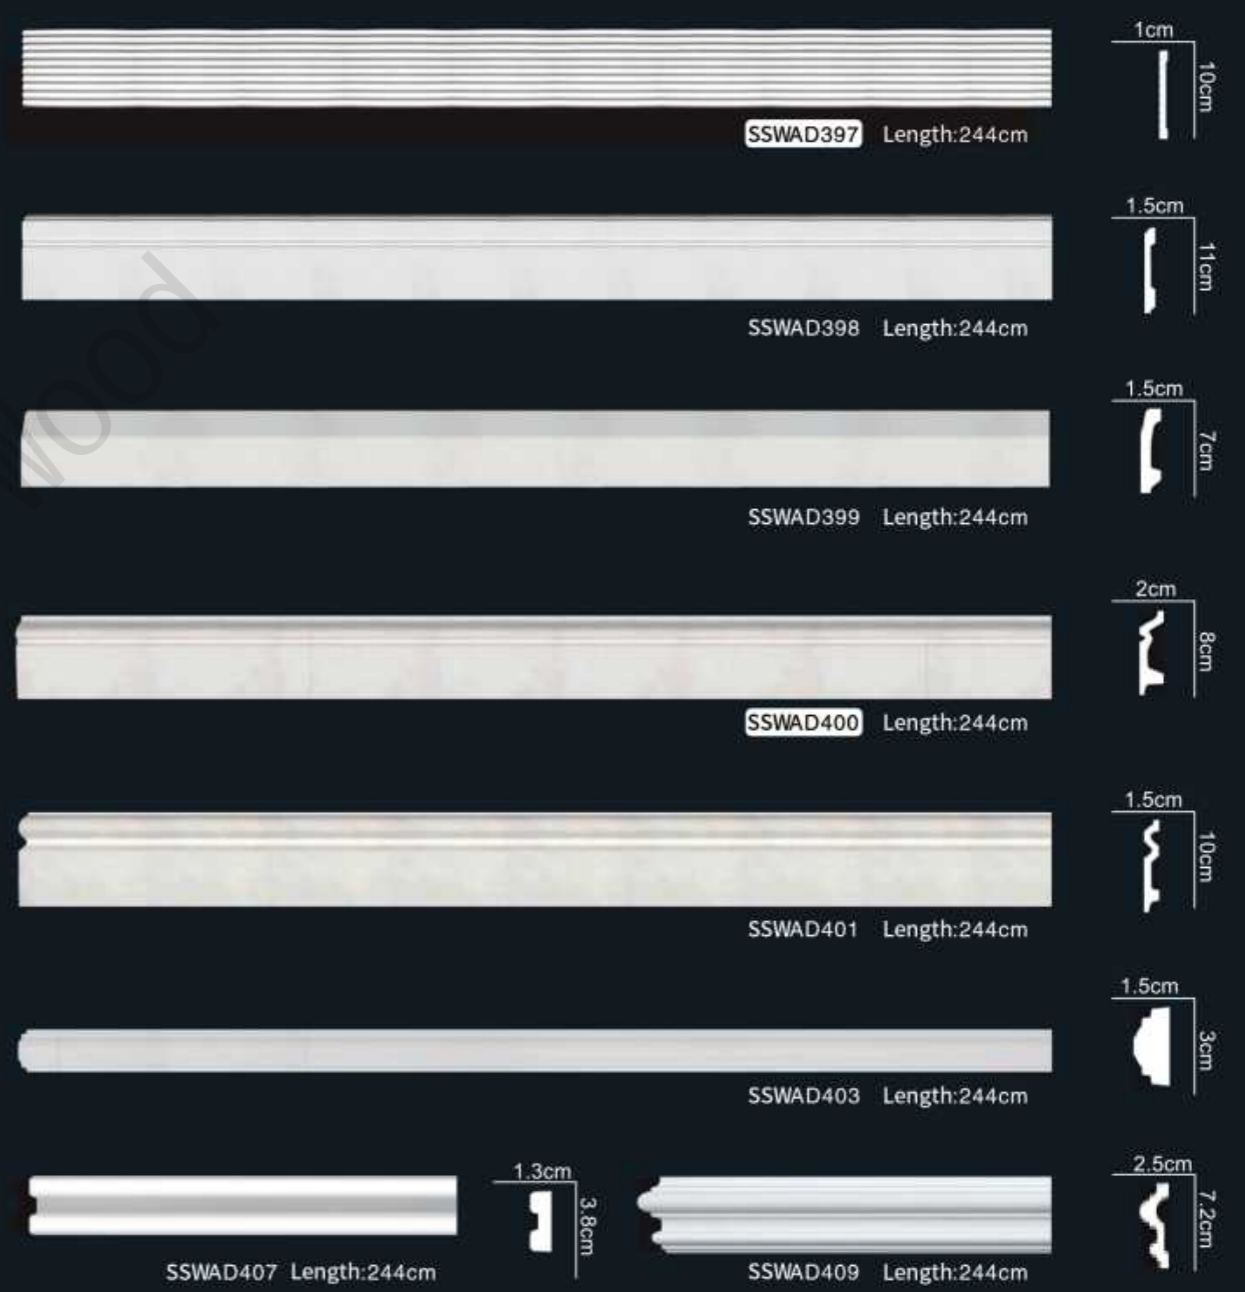 1cm
10cm
SSWAD397 Length:244cm
1.5cm
11cm
SSWAD398 Length:244cm
wood
1.5cm
7cm
SSWAD399 Length:244cm
2cm
8cm
SSWAD400 Length:244cm
1.5cm
10cm
SSWAD401 Length:244cm
1.5cm
3cm
SSWAD403 Length:244cm
1.3cm
3.8cm
SSWAD407 Length:244cm
2.5cm
7.2cm
SSWAD409 Length:244cm